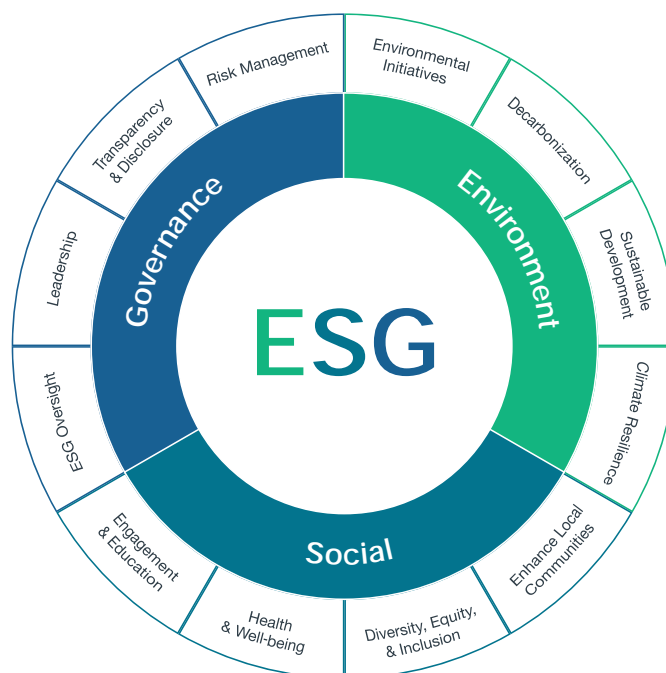 ESG
Environment
Environmental
Initiatives
Decarbonization
Sustainable
Development
Climate Resilience
Social
Enhance Local
Communities
Diversity, Equity,
& Inclusion
Health
& Well-being
Engagement
& Education
Governance
ESG Oversight
Leadership
Transparency
& Disclosure
Risk Management